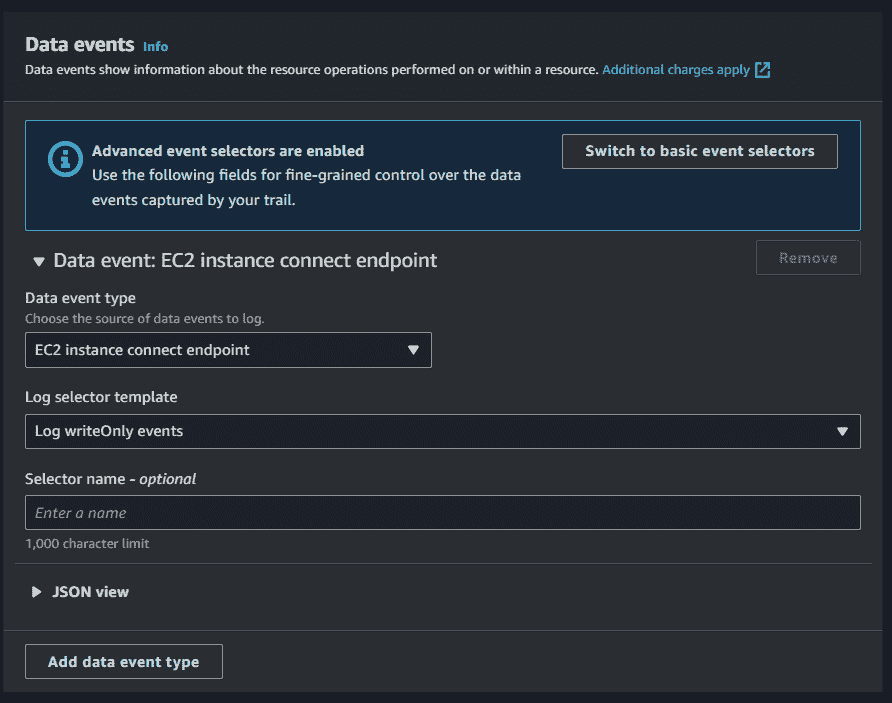 Data events Info
Data events show information about the resource operations performed on or within a resource. Additional charges apply
Advanced event selectors are enabled
Use the following fields for fine-grained control over the data
events captured by your trail.
Switch to basic event selectors
Data event: EC2 instance connect endpoint
Remove
Data event type
Choose the source of data events to log.
EC2 instance connect endpoint
Log selector template
Log writeOnly events
Selector name - optional
Enter a name
1,000 character limit
JSON view
Add data event type